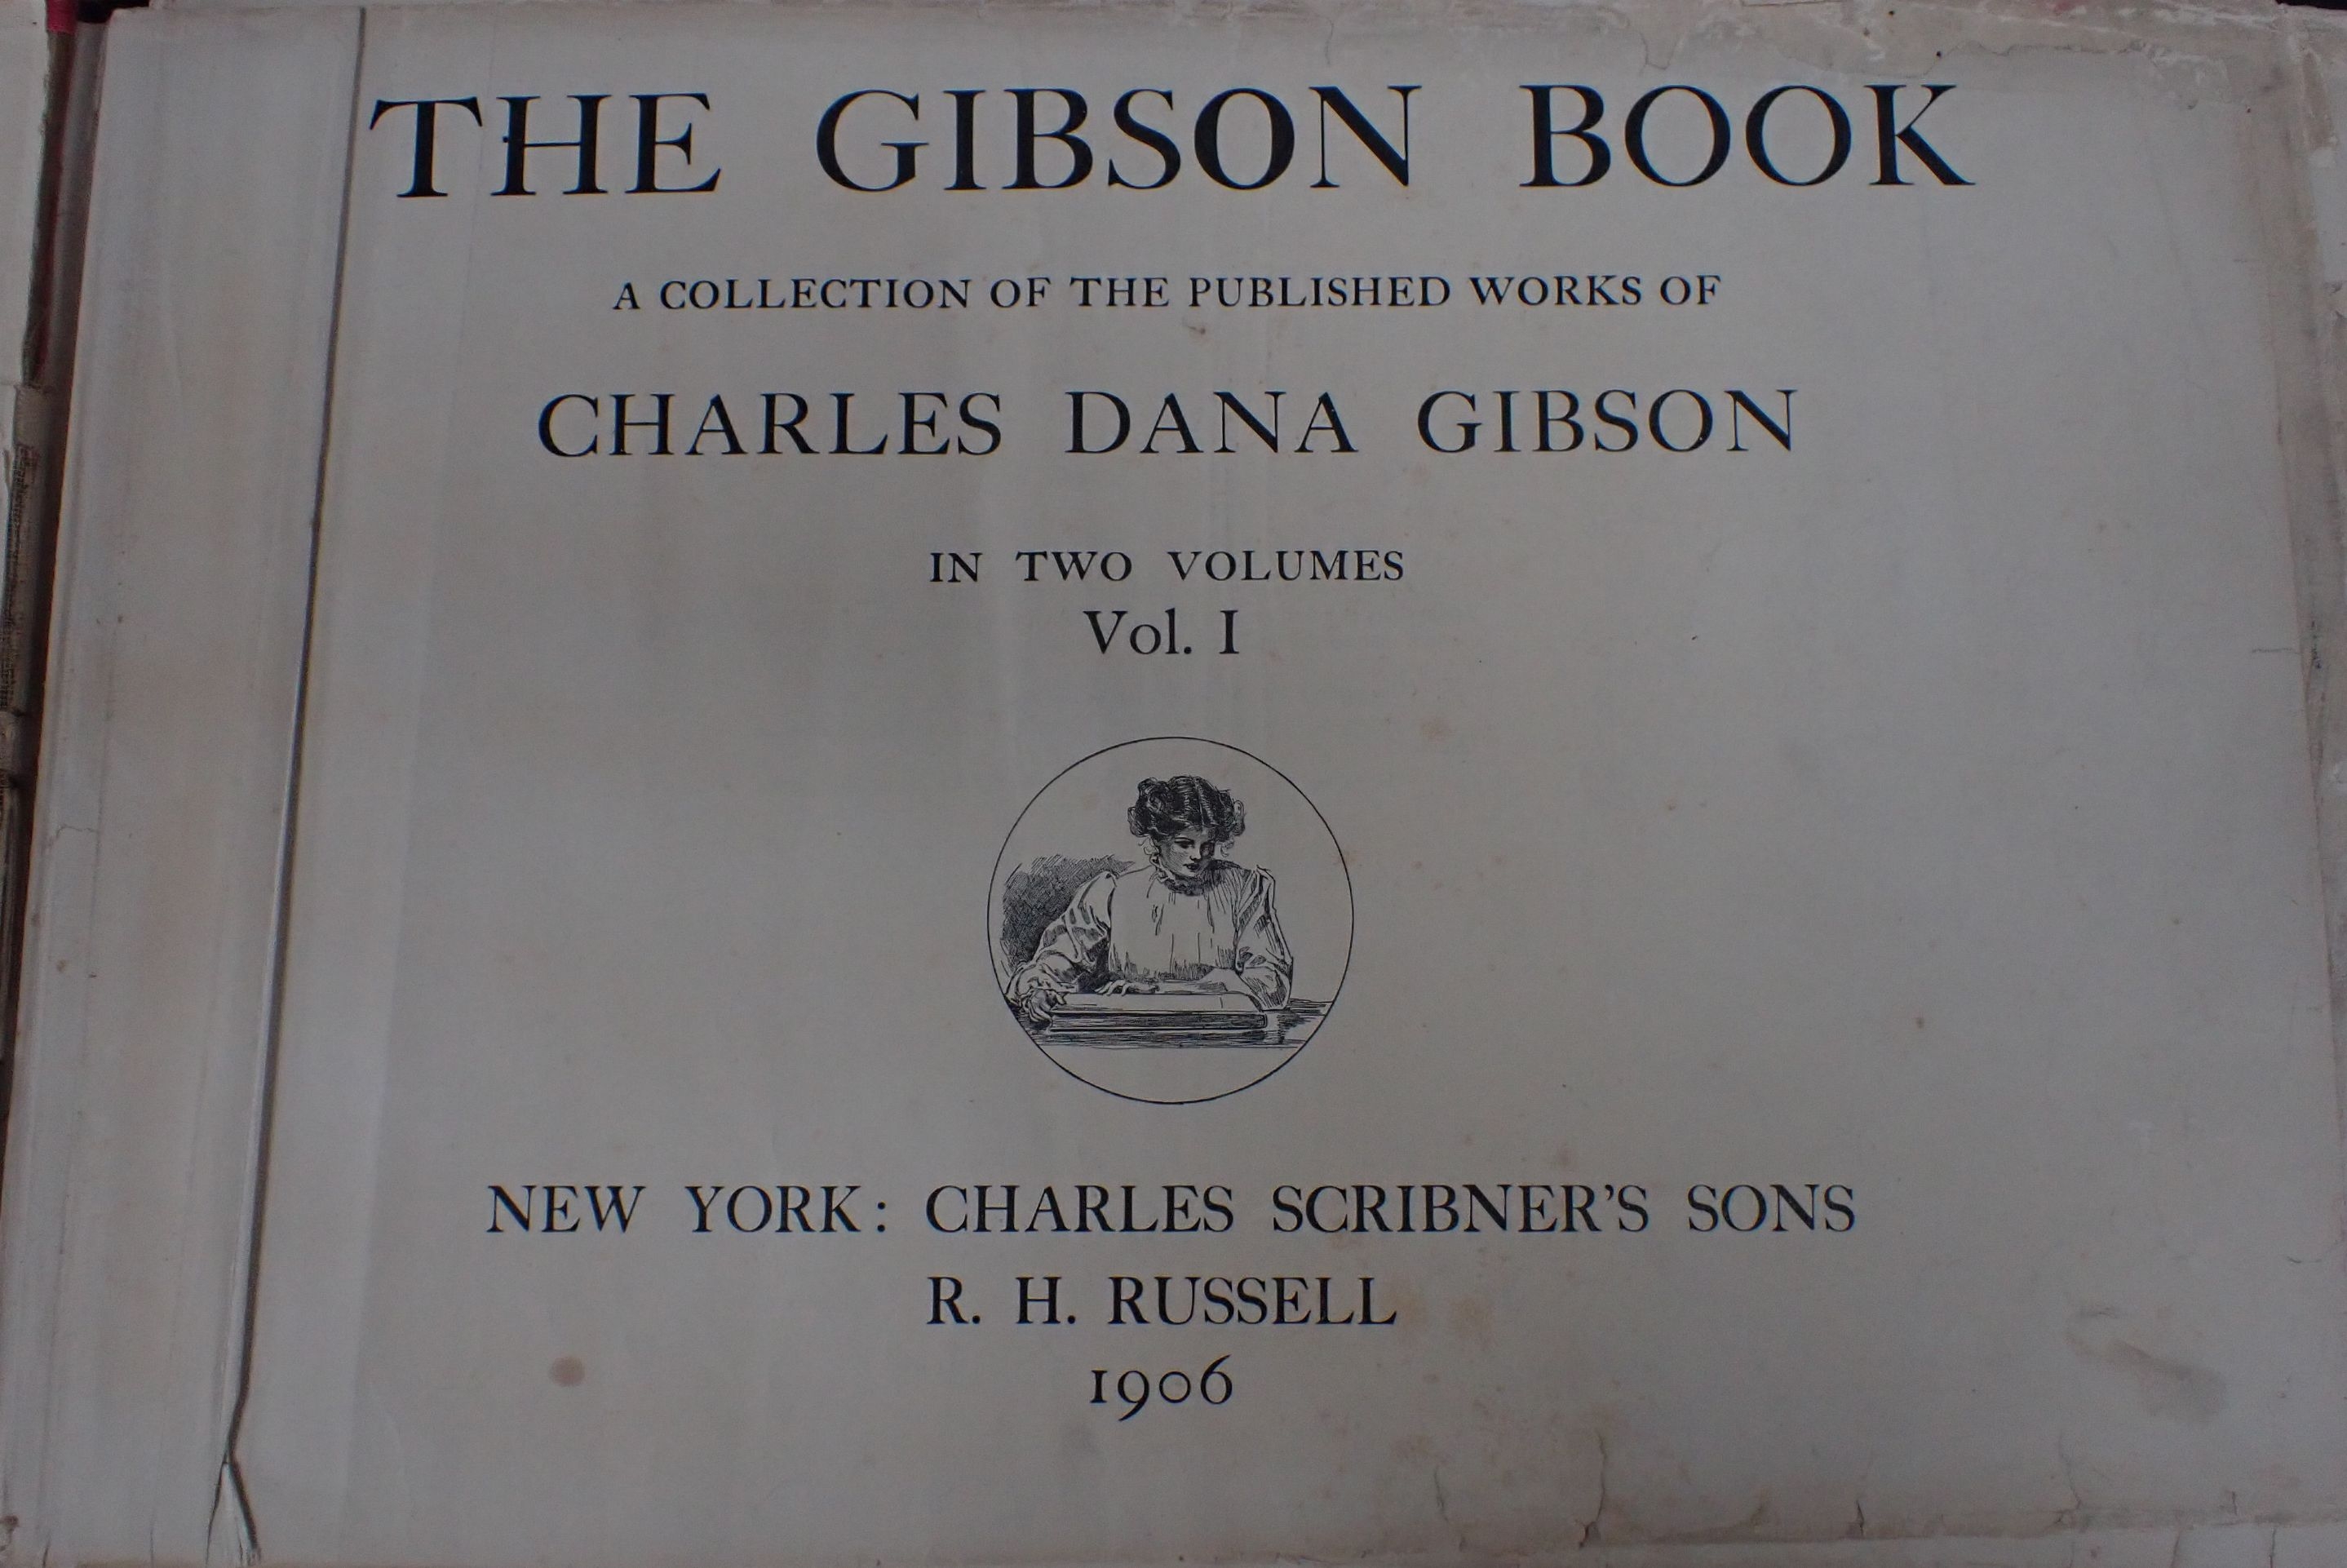 THE GIBSON BOOK
A COLLECTION OF THE PUBLISHED WORKS OF
CHARLES DANA GIBSON
IN TWO VOLUMES
Vol. I
NEW YORK: CHARLES SCRIBNER'S SONS
R. H. RUSSELL
1906